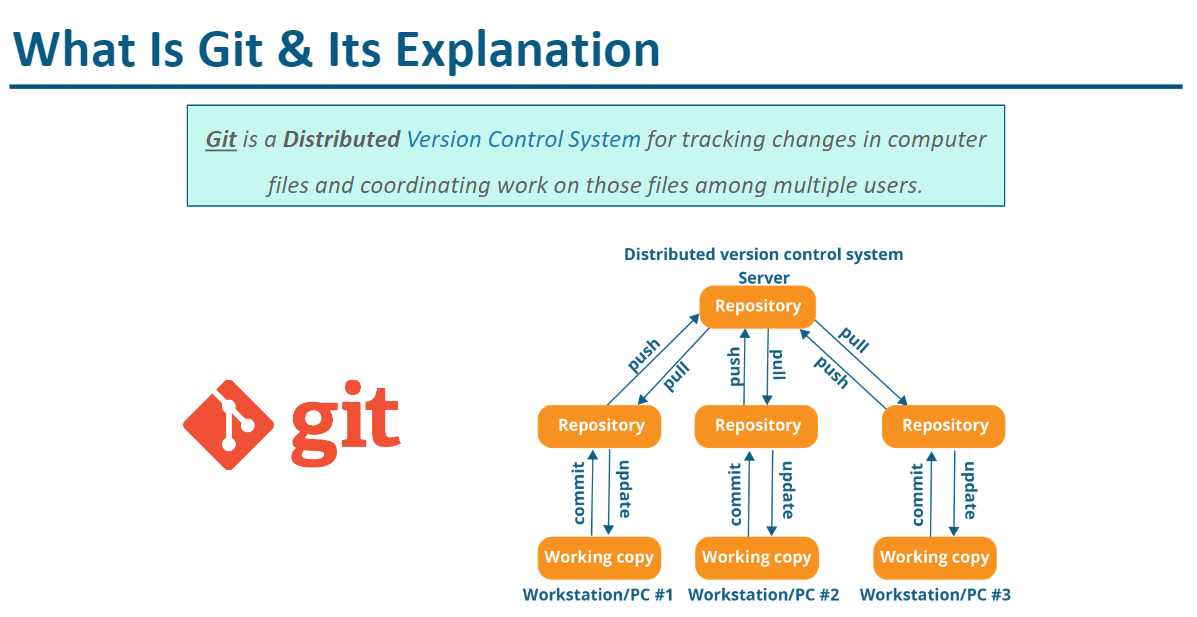 What Is Git & Its Explanation
Git is a Distributed Version Control System for tracking changes in computer
files and coordinating work on those files among multiple users.
Distributed version control system
Server
Repository
push
pull
push
pull
pull
push
git
Repository
Repository
Repository
commit
update
commit
update
commit
update
Working copy
Working copy
Working copy
Workstation/PC #1
Workstation/PC #2
Workstation/PC #3